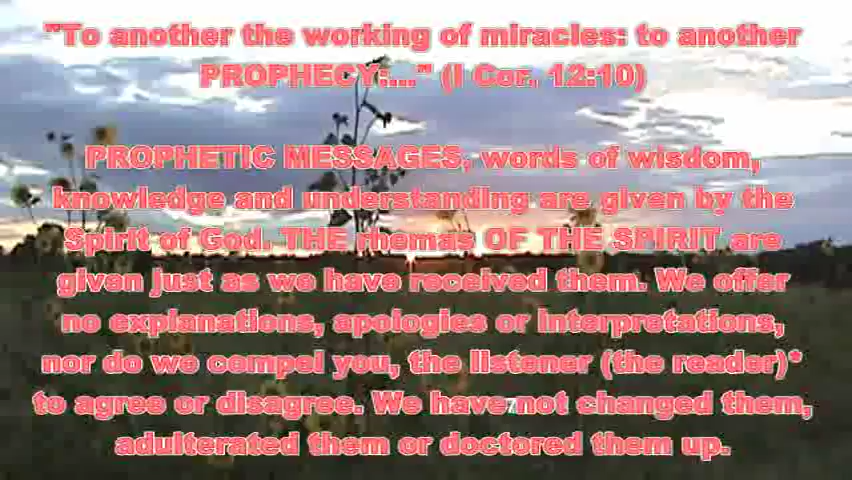 "To another the working of miracles: to another
PROPHECY:..." (I Cor. 12:10)
PROPHETIC MESSAGES, words of wisdom,
knowledge and understanding are given by the
Spirit of God. THE rhemas OF THE SPIRIT are
given just as we have received them. We offer
no explanations, apologies or interpretations,
nor do we compel you, the listener (the reader)*
to agree or disagree. We have not changed them,
adulterated them or doctored them up.